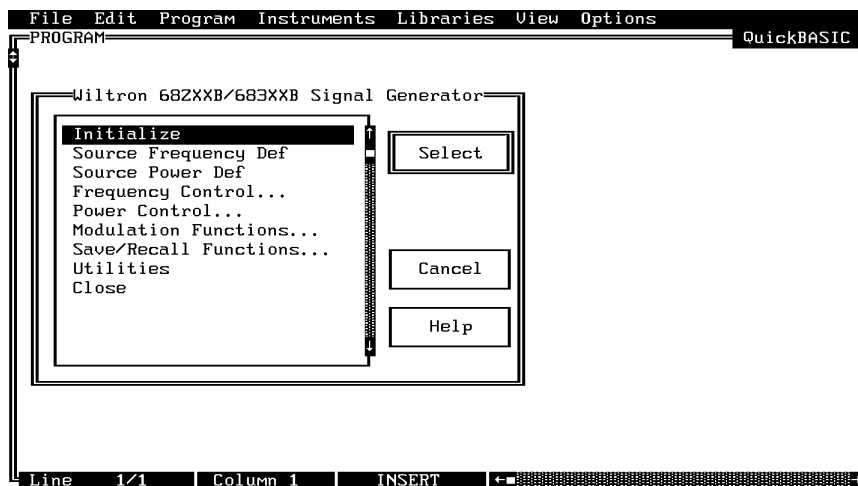 File Edit Program Instruments Libraries View Options
PROGRAM QuickBASIC
Wiltron 682XXB/683XXB Signal Generator
Initialize
Source Frequency Def
Source Power Def
Frequency Control...
Power Control...
Modulation Functions...
Save/Recall Functions...
Utilities
Close
Select
Cancel
Help
Line 1/1 Column 1 INSERT